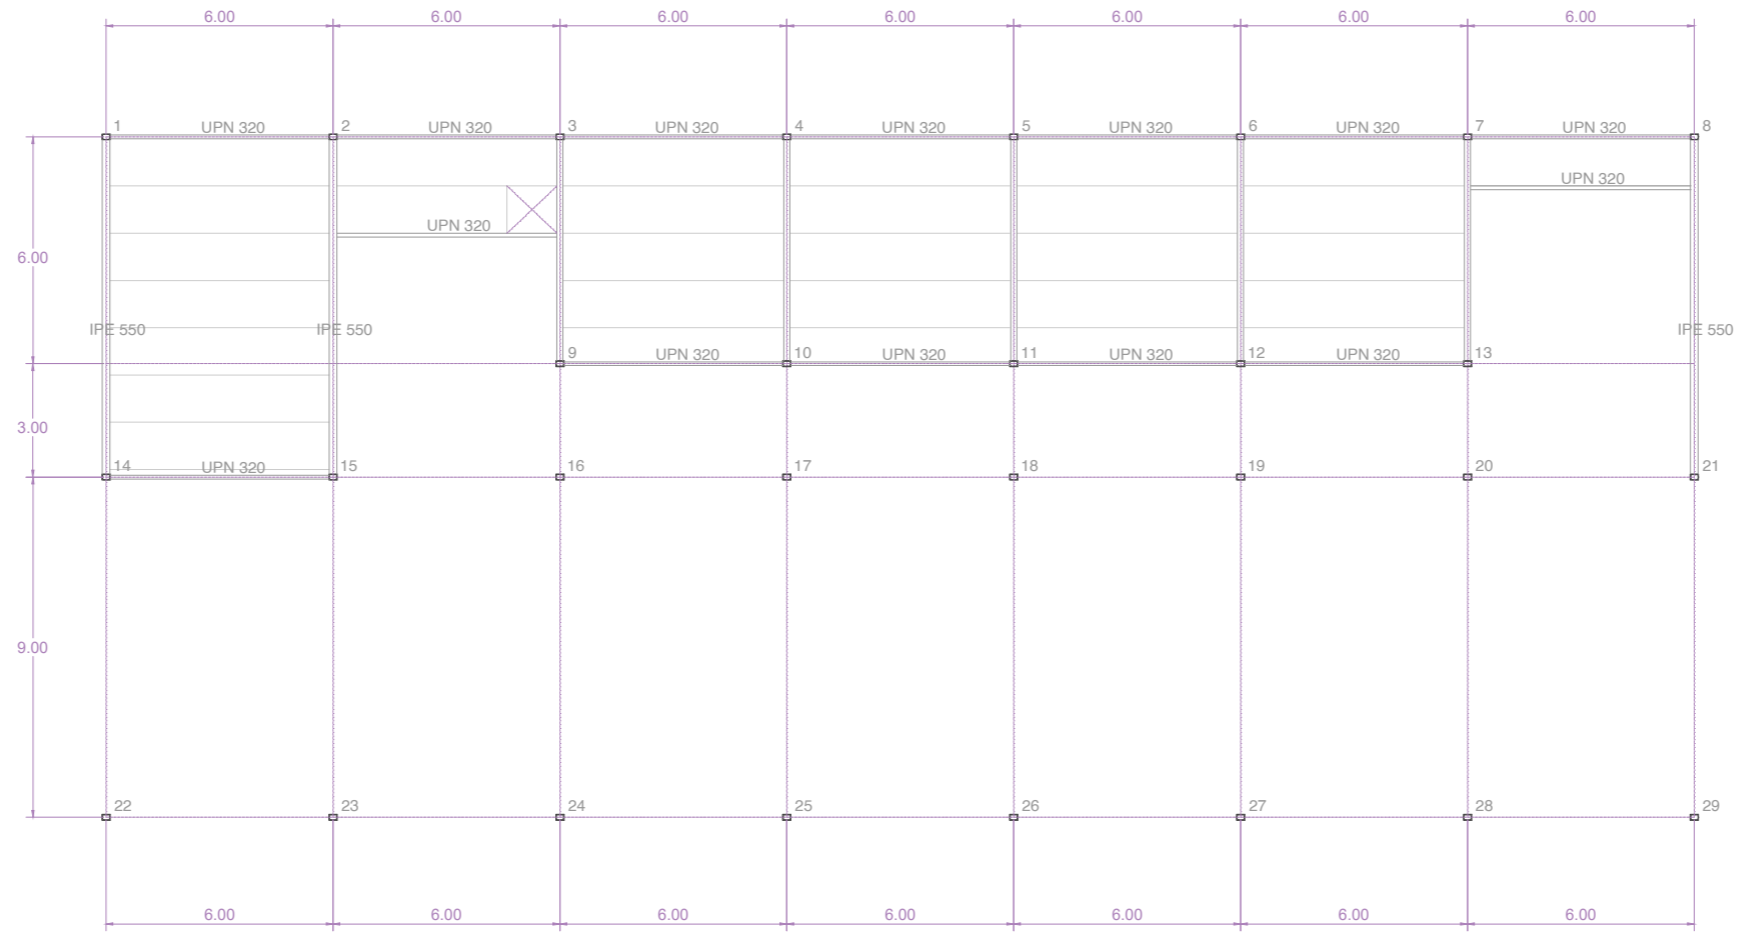 6.00 6.00 6.00 6.00 6.00 6.00 6.00
1 UPN 320 2 UPN 320 3 UPN 320 4 UPN 320 5 UPN 320 6 UPN 320 7 UPN 320 8
UPN 320
UPN 320
6.00
IPE 550 IPE 550 IPE 550
9 UPN 320 10 UPN 320 11 UPN 320 12 UPN 320 13
3.00
14 UPN 320 15 16 17 18 19 20 21
9.00
22 23 24 25 26 27 28 29
6.00 6.00 6.00 6.00 6.00 6.00 6.00